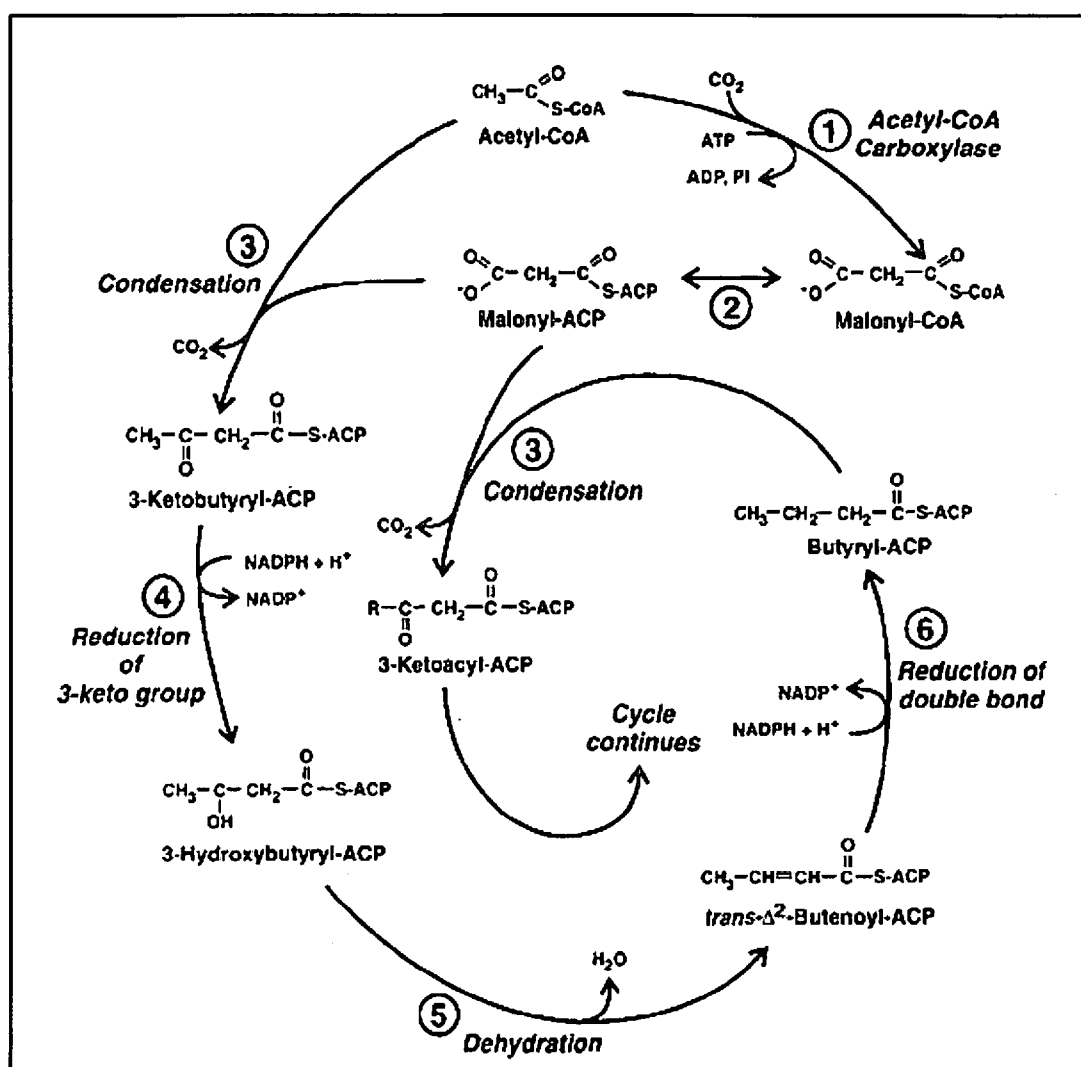 CH₃—C
O
S-CoA
Acetyl-CoA
CO₂
ATP
ADP, Pi
① Acetyl-CoA
Carboxylase
③
Condensation
CO₂
O
⁻O
C—CH₂—C
O
S-ACP
Malonyl-ACP
②
O
⁻O
C—CH₂—C
O
S-CoA
Malonyl-CoA
O
CH₃—C—CH₂—C—S-ACP
O
3-Ketobutyryl-ACP
③
Condensation
CO₂
O
CH₃—CH₂—CH₂—C—S-ACP
Butyryl-ACP
NADPH + H⁺
NADP⁺
④
Reduction
of
3-keto group
O
R—C—CH₂—C—S-ACP
O
3-Ketoacyl-ACP
Cycle
continues
⑥
Reduction of
double bond
NADP⁺
NADPH + H⁺
O
CH₃—C—CH₂—C—S-ACP
OH
3-Hydroxybutyryl-ACP
O
CH₃—CH=CH—C—S-ACP
trans-Δ²-Butenoyl-ACP
H₂O
⑤
Dehydration